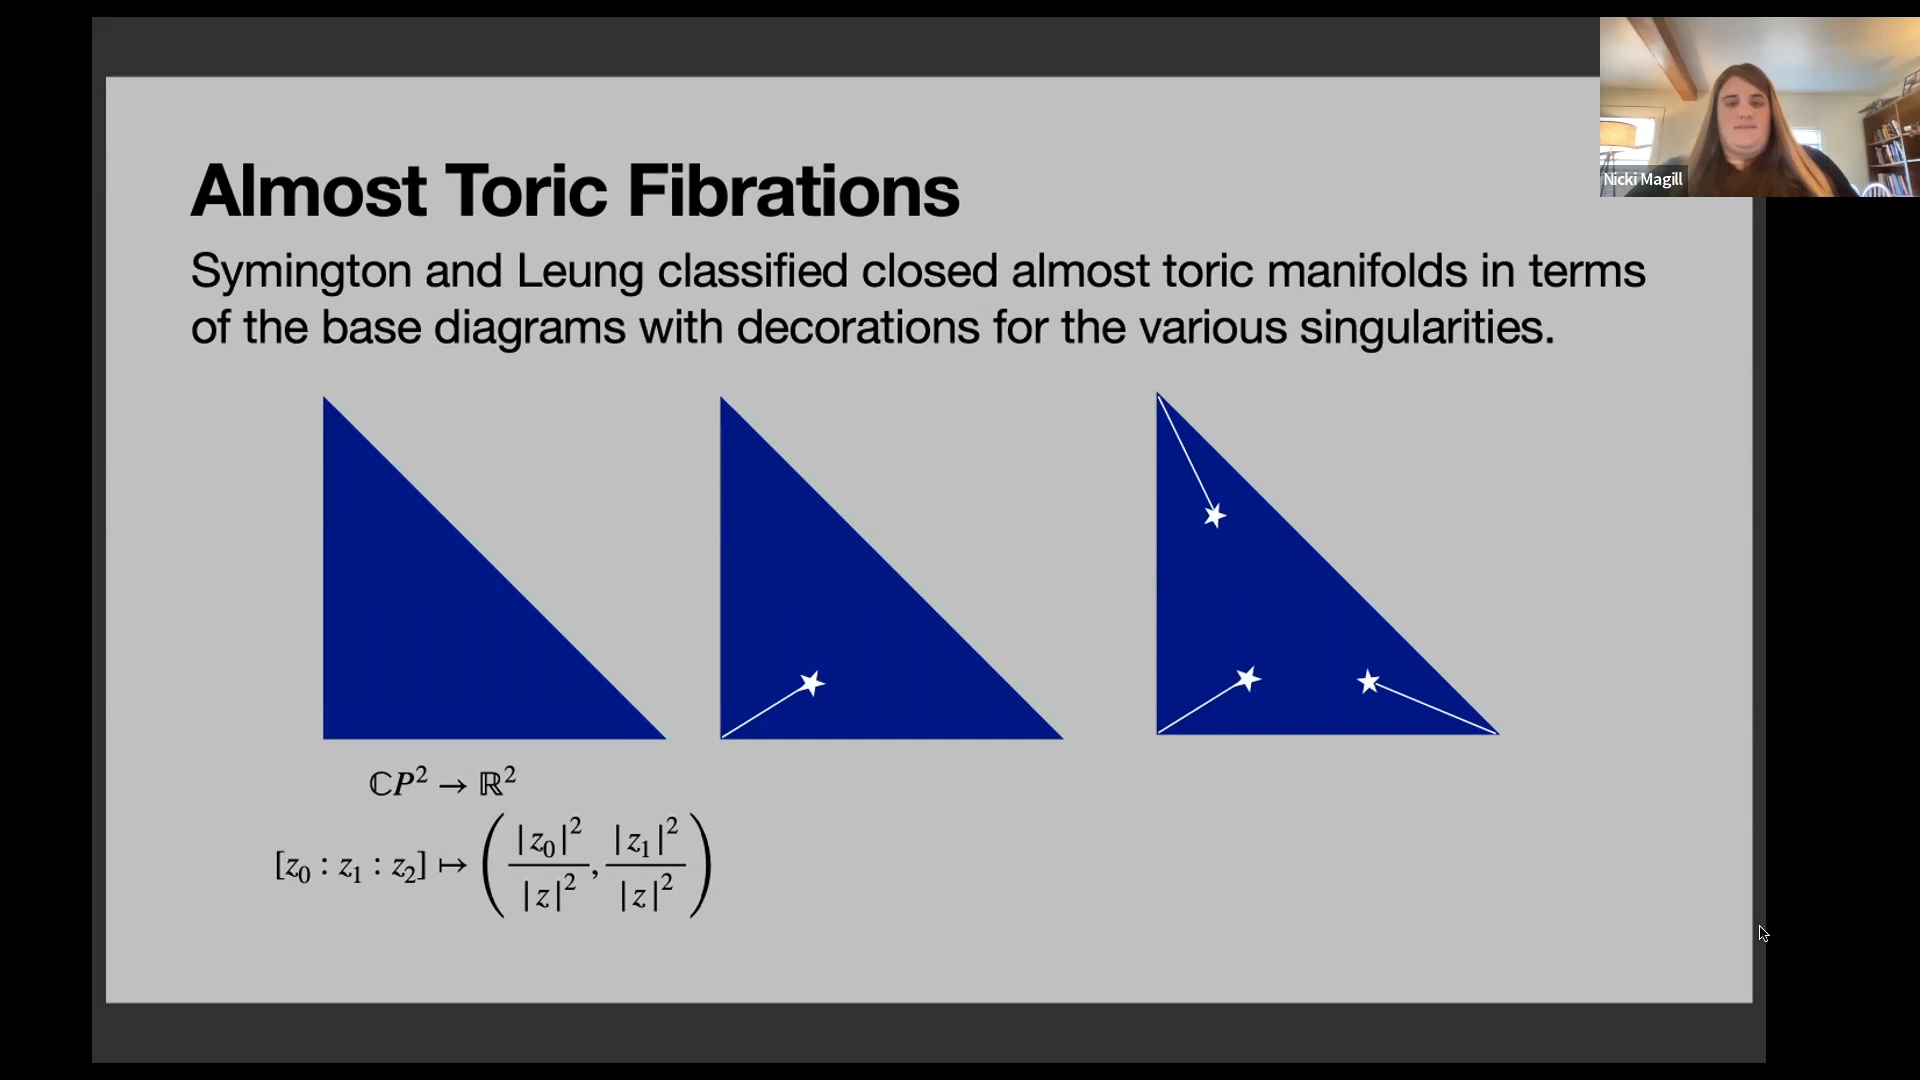 Almost Toric Fibrations
Symington and Leung classified closed almost toric manifolds in terms
of the base diagrams with decorations for the various singularities.
ℂP² → ℝ²
[z₀ : z₁ : z₂] ↦ (|z₀|²/|z|², |z₁|²/|z|²)
Nicki Magill